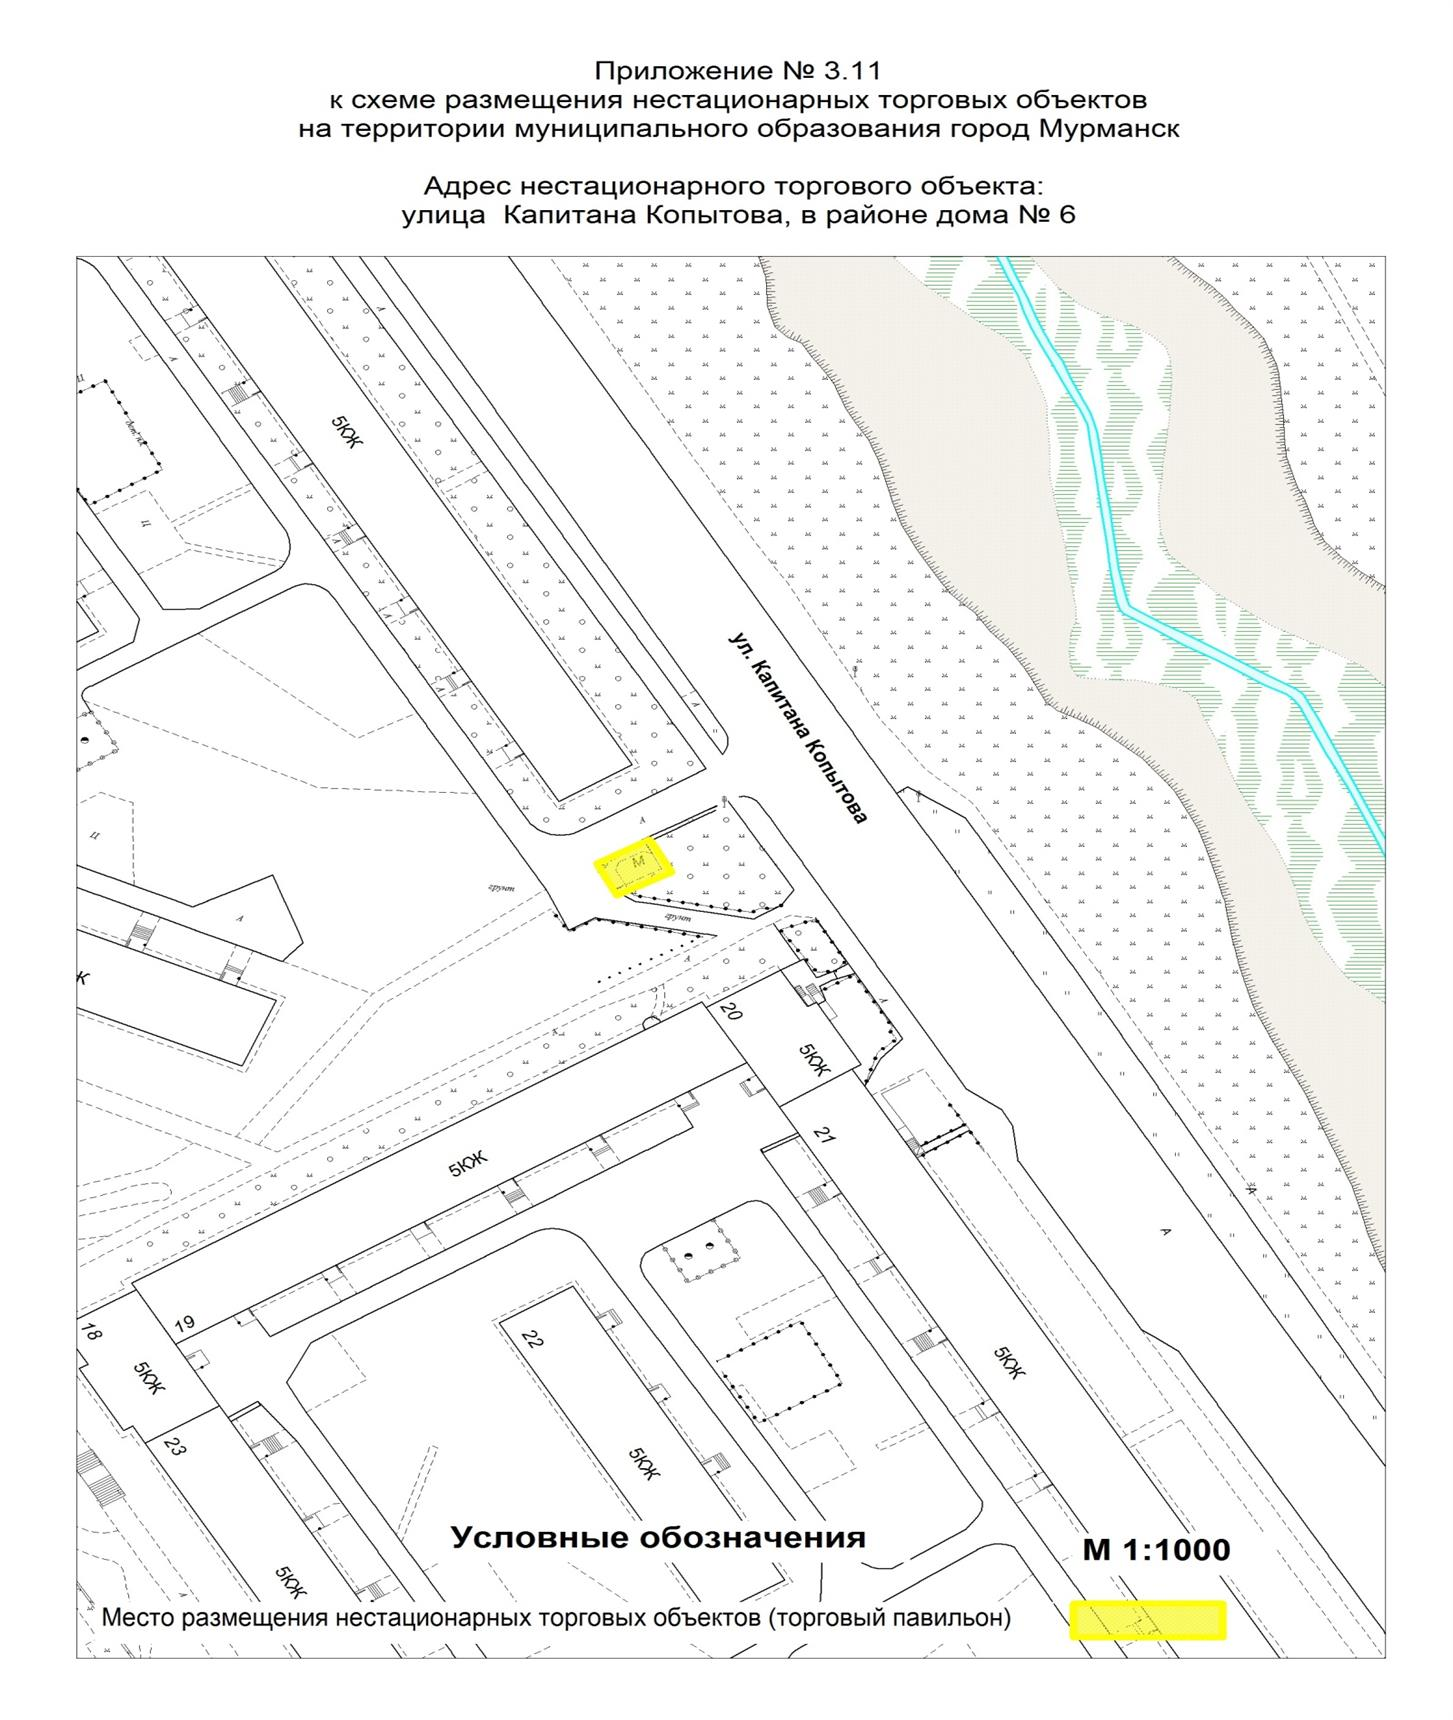 Приложение № 3.11
к схеме размещения нестационарных торговых объектов
на территории муниципального образования город Мурманск
Адрес нестационарного торгового объекта:
улица Капитана Копытова, в районе дома № 6
5КЖ
ул. Капитана Копытова
А
М
грунт
грунт
А
А
20
5КЖ
21
5КЖ
19
18
5КЖ
22
23
5КЖ
5КЖ
А
А
5КЖ
Условные обозначения
М 1:1000
Место размещения нестационарных торговых объектов (торговый павильон)